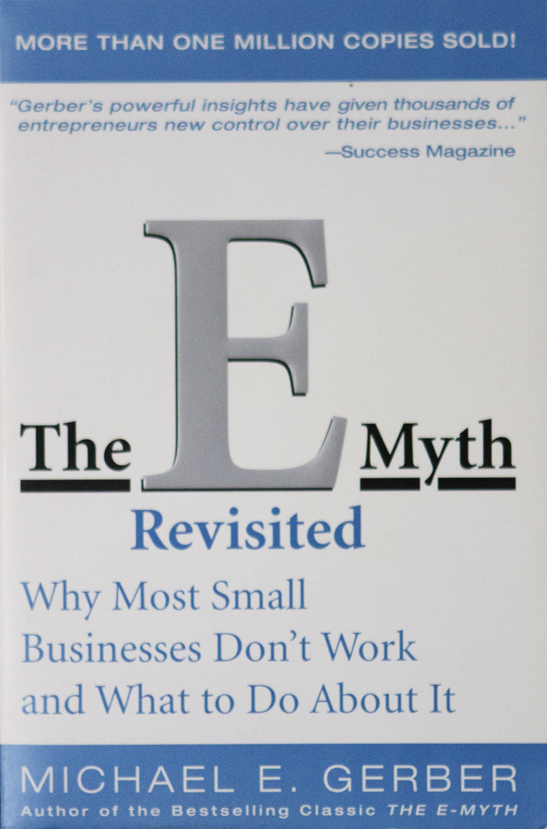 MORE THAN ONE MILLION COPIES SOLD!
"Gerber's powerful insights have given thousands of
entrepreneurs new control over their businesses..."
—Success Magazine
The E Myth
Revisited
Why Most Small
Businesses Don't Work
and What to Do About It
MICHAEL E. GERBER
Author of the Bestselling Classic THE E-MYTH